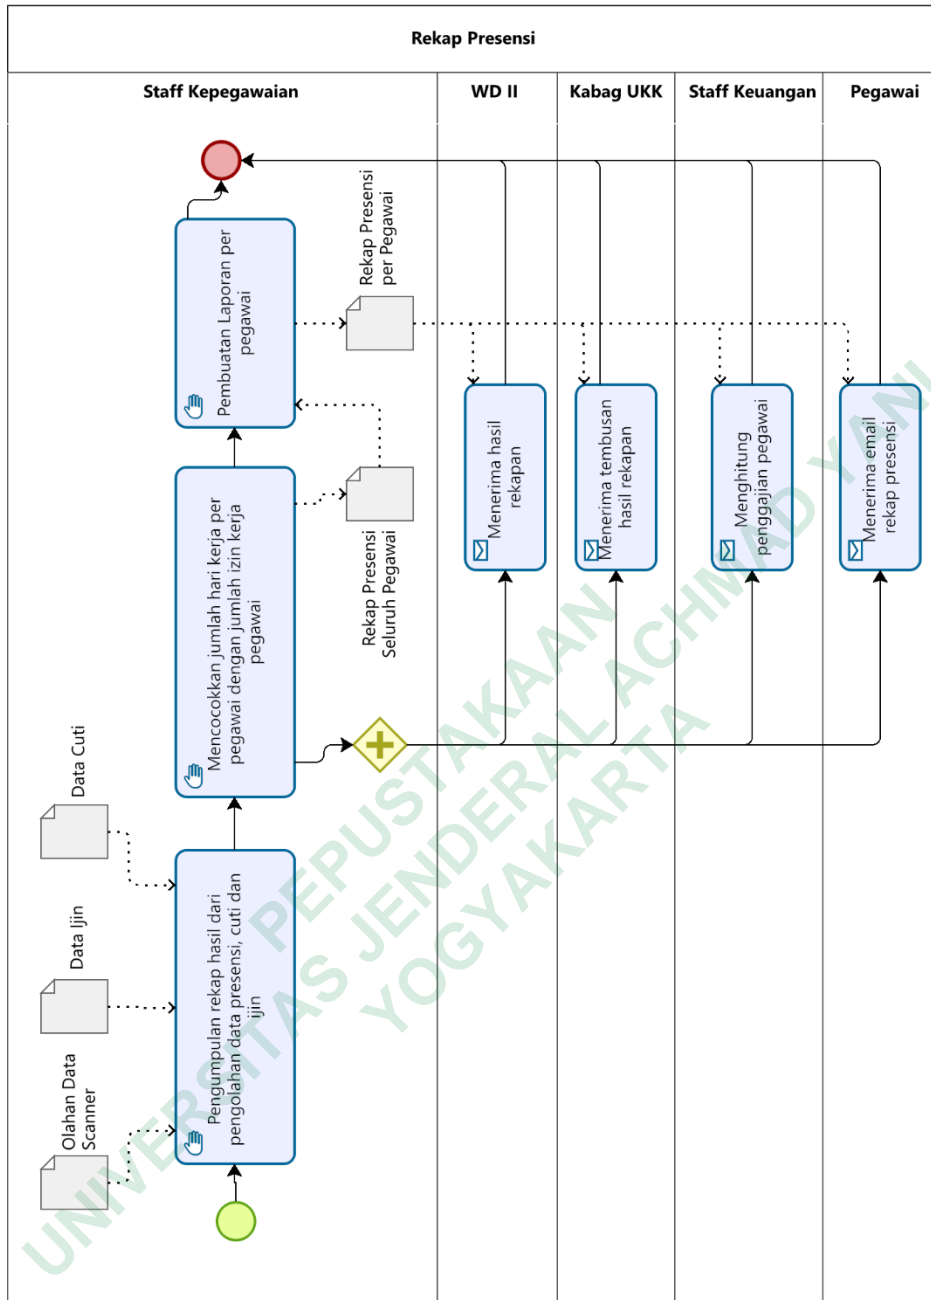 Rekap Presensi
Staff Kepegawaian
WD II
Kabag UKK
Staff Keuangan
Pegawai
Pembuatan Laporan per
pegawai
Rekap Presensi
per Pegawai
Mencocokkan jumlah hari kerja per
pegawai dengan jumlah izin kerja
pegawai
Rekap Presensi
Seluruh Pegawai
Menerima hasil
rekapan
Menerima tembusan
hasil rekapan
Menghitung
penggajian pegawai
Menerima email
rekap presensi
Data Cuti
Data Ijin
Olahan Data
Scanner
Pengumpulan rekap hasil dari
pengolahan data presensi, cuti dan
ijin
PEPUSTAKAAN
UNIVERSITAS JENDERAL ACHMAD YANI
YOGYAKARTA